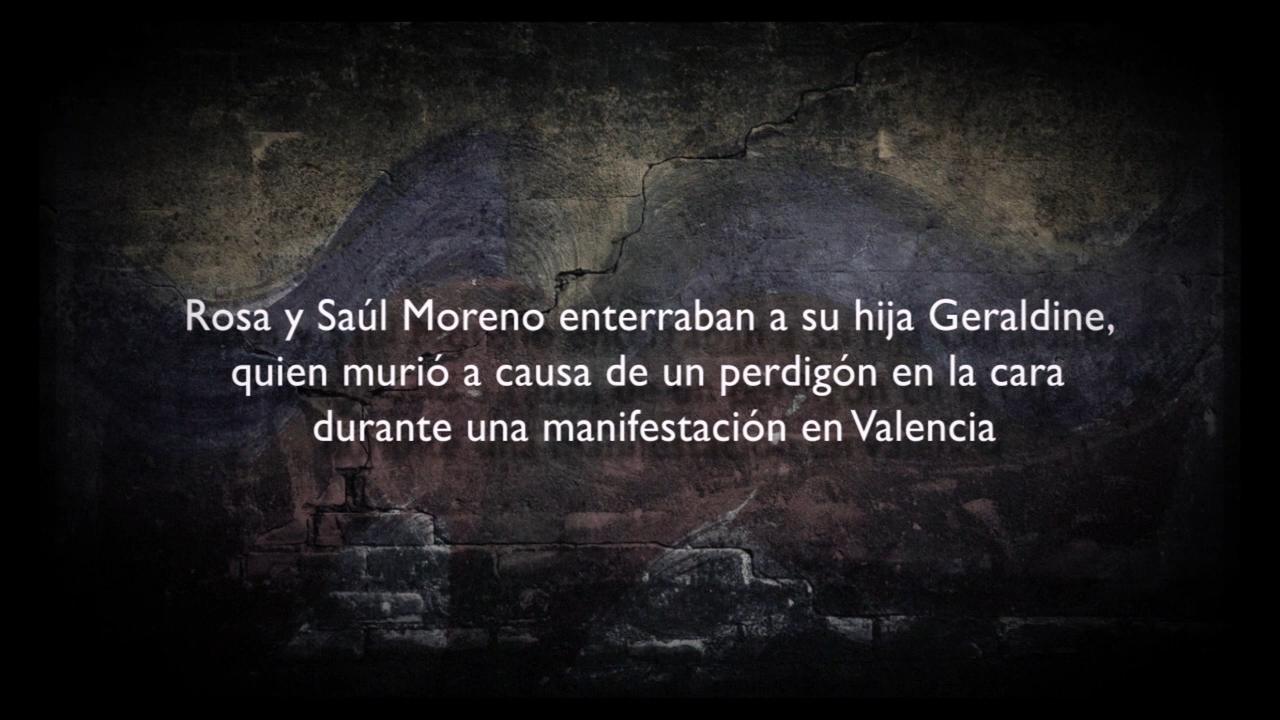 Rosa y Saúl Moreno enterraban a su hija Geraldine,
quien murió a causa de un perdigón en la cara
durante una manifestación en Valencia